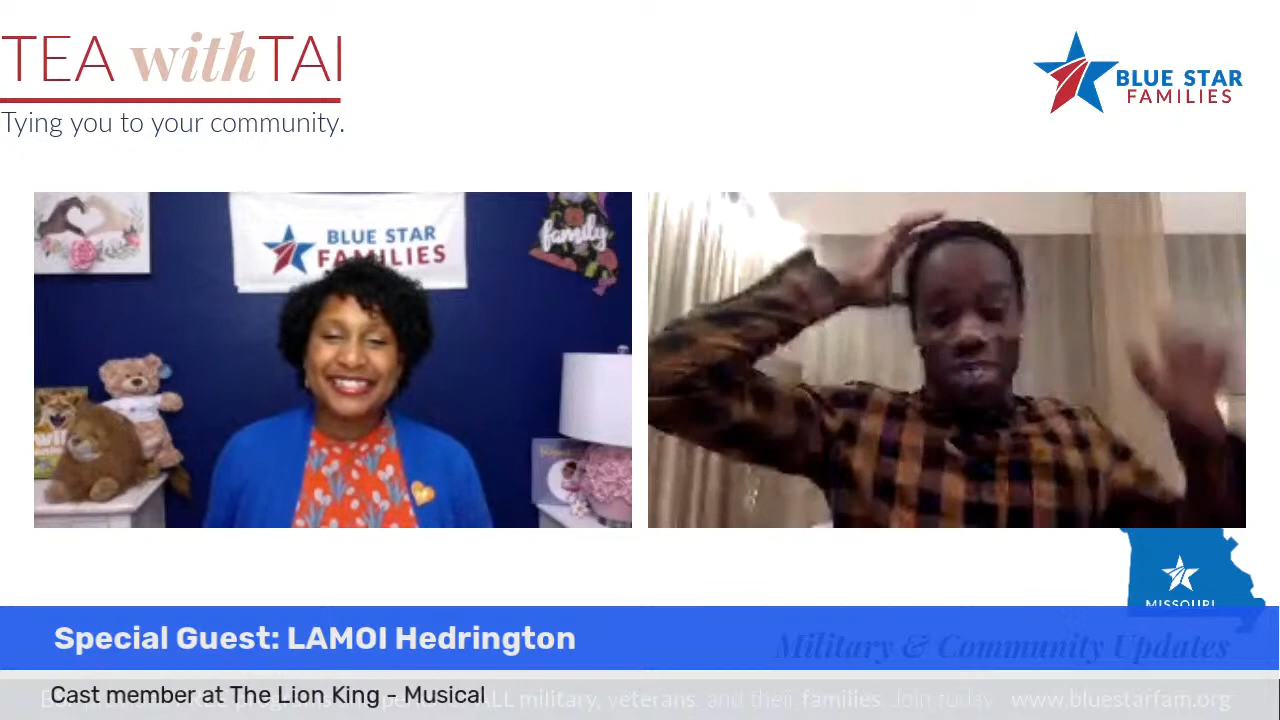 TEA with TAI
Tying you to your community.
BLUE STAR
FAMILIES
BLUE STAR
FAMILIES
family
MISSOURI
Special Guest: LAMOI Hedrington
Military & Community Updates
Cast member at The Lion King - Musical
ALL military, veterans and their families. Join today www.bluestarfam.org